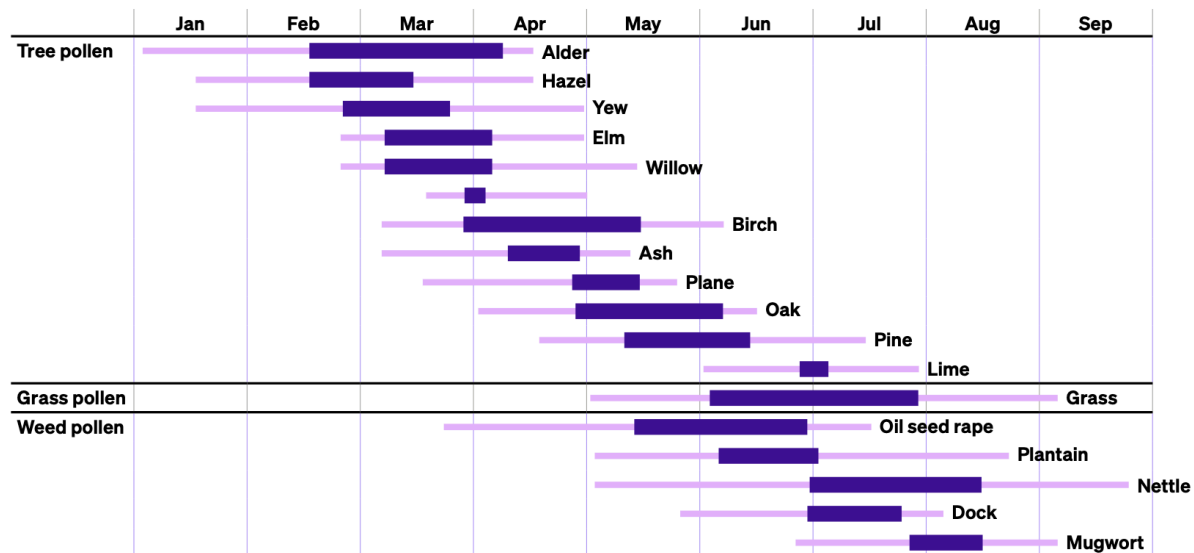 Jan Feb Mar Apr May Jun Jul Aug Sep
Tree pollen Alder
Hazel
Yew
Elm
Willow
Birch
Ash
Plane
Oak
Pine
Lime
Grass pollen Grass
Weed pollen Oil seed rape
Plantain
Nettle
Dock
Mugwort